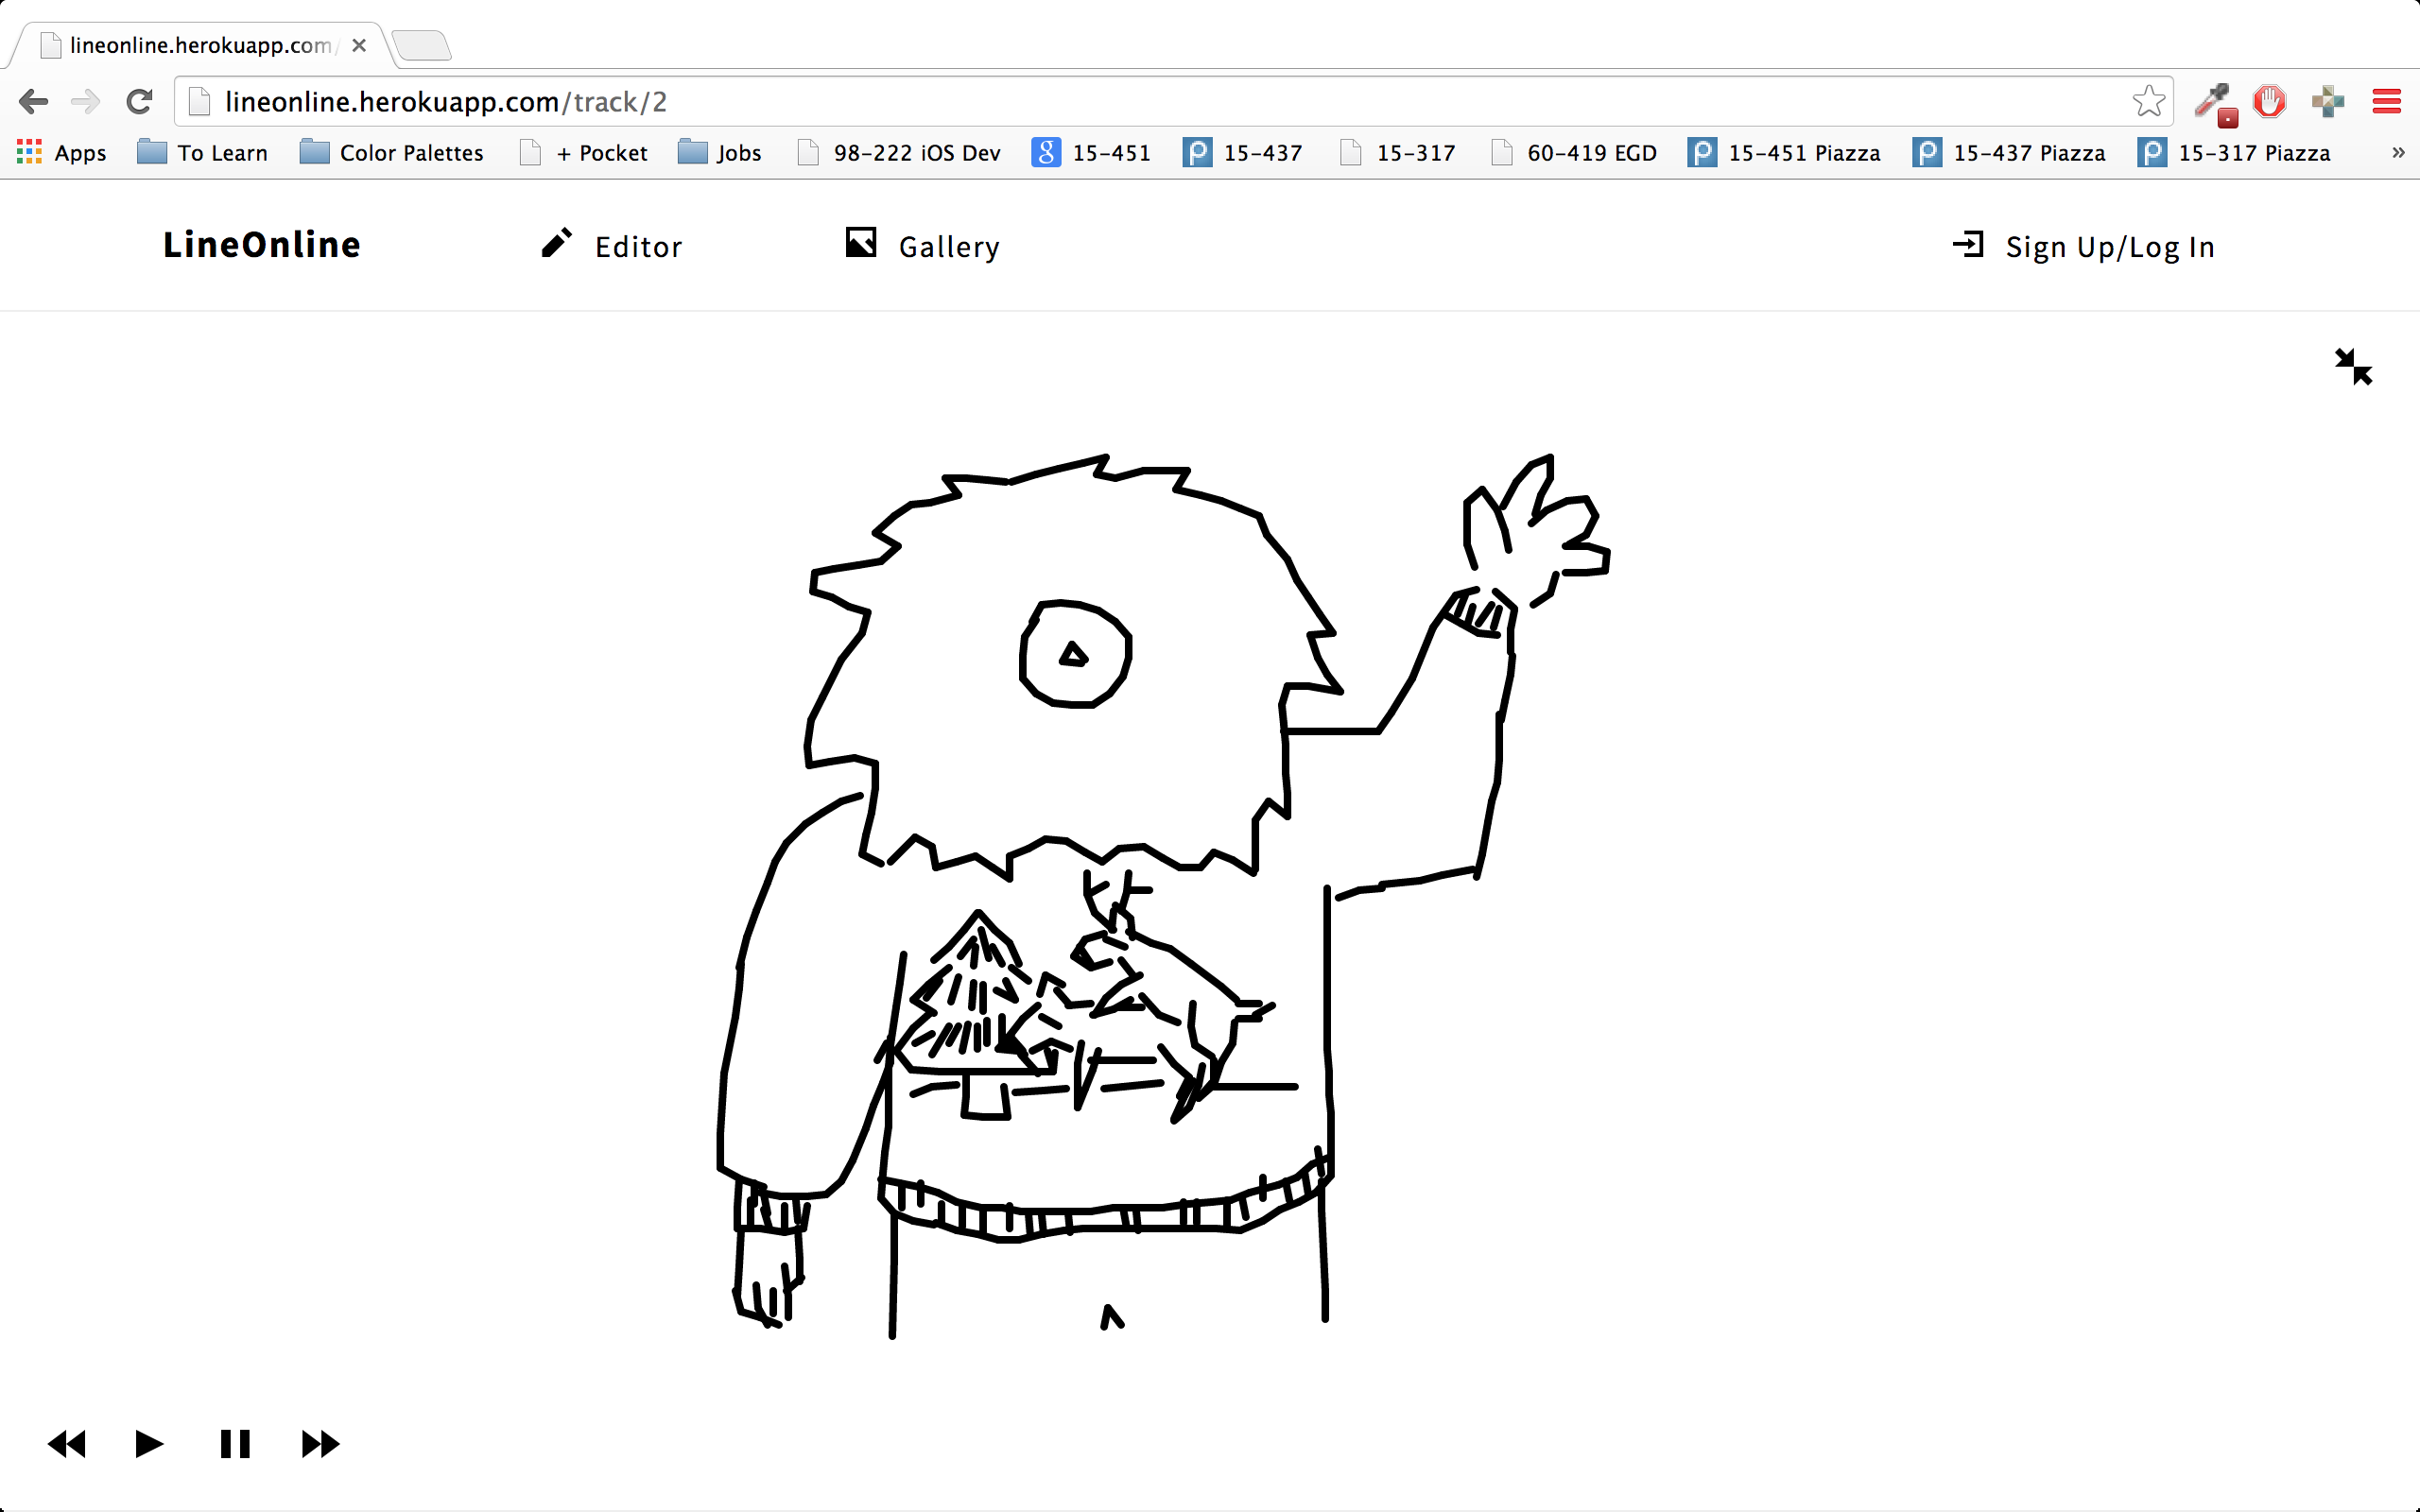 lineonline.herokuapp.com/
lineonline.herokuapp.com/track/2
Apps To Learn Color Palettes + Pocket Jobs 98-222 iOS Dev 15-451 15-437 15-317 60-419 EGD 15-451 Piazza 15-437 Piazza 15-317 Piazza »
LineOnline Editor Gallery Sign Up/Log In